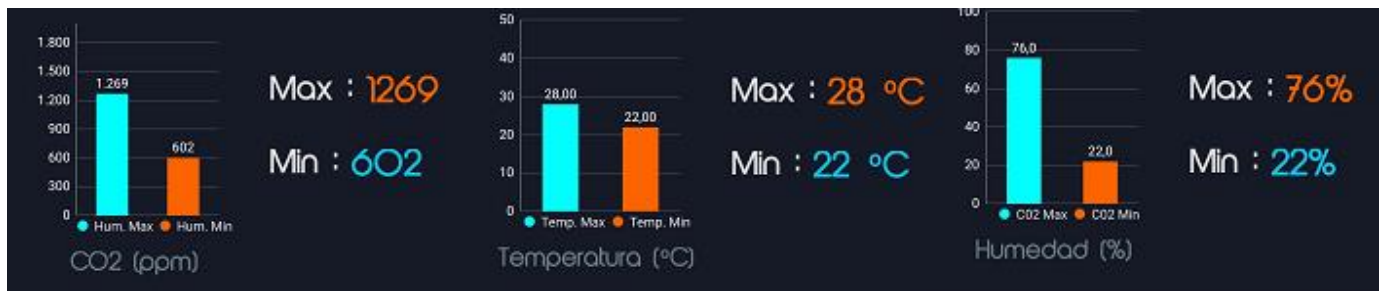 1.800
1.500
1.200
900
600
300
0
1.269
602
Hum. Max Hum. Min
CO2 (ppm)
Max : 1269
Min : 602
50
40
30
20
10
0
28,00
22,00
Temp. Max Temp. Min
Temperatura (ºC)
Max : 28 ºC
Min : 22 ºC
100
80
60
40
20
0
76,0
22,0
C02 Max C02 Min
Humedad (%)
Max : 76%
Min : 22%